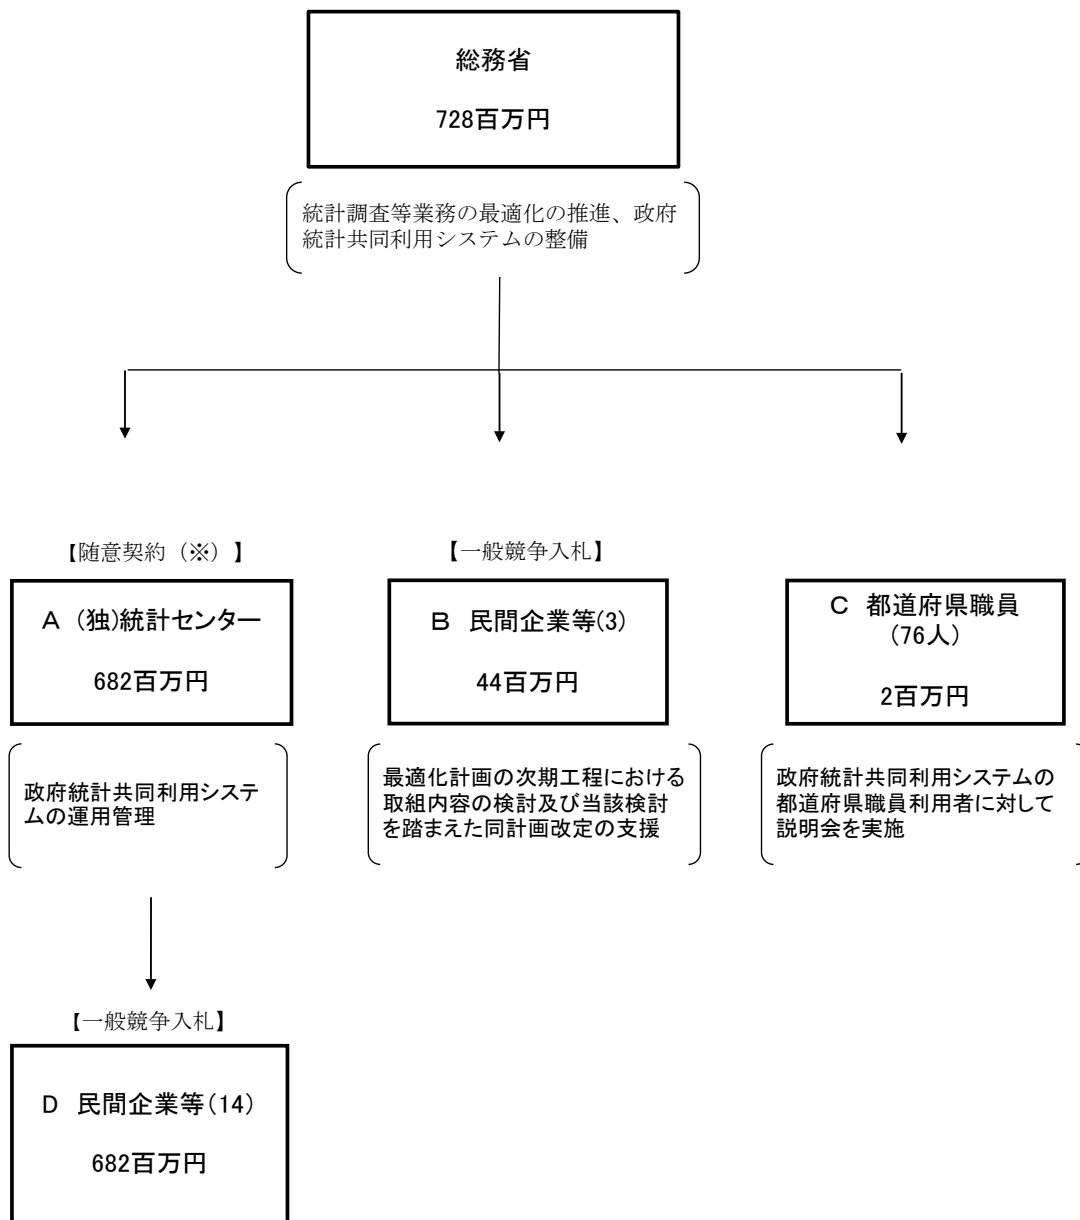 総務省
728百万円
統計調査等業務の最適化の推進、政府
統計共同利用システムの整備
【随意契約（※）】
A (独)統計センター
682百万円
政府統計共同利用システ
ムの運用管理
【一般競争入札】
B 民間企業等(3)
44百万円
最適化計画の次期工程における
取組内容の検討及び当該検討
を踏まえた同計画改定の支援
C 都道府県職員
(76人)
2百万円
政府統計共同利用システムの
都道府県職員利用者に対して
説明会を実施
【一般競争入札】
D 民間企業等(14)
682百万円